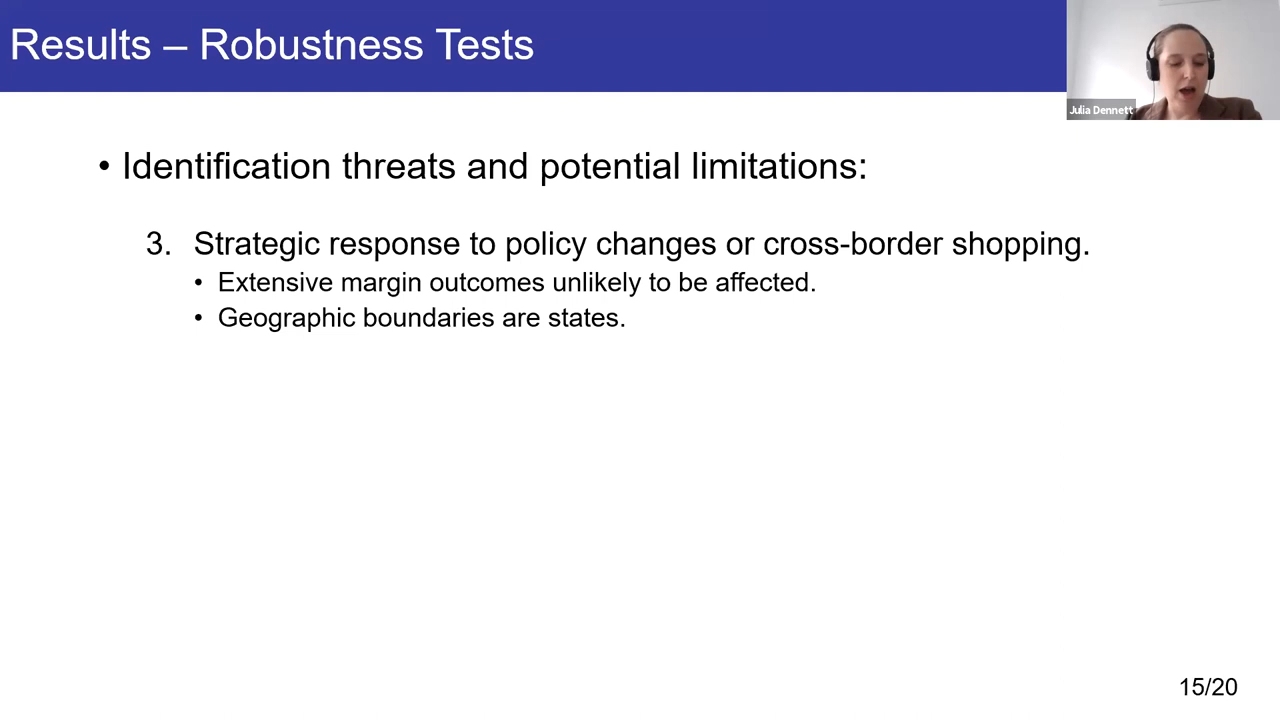 Results – Robustness Tests
Julia Dennett
• Identification threats and potential limitations:
3. Strategic response to policy changes or cross-border shopping.
• Extensive margin outcomes unlikely to be affected.
• Geographic boundaries are states.
15/20